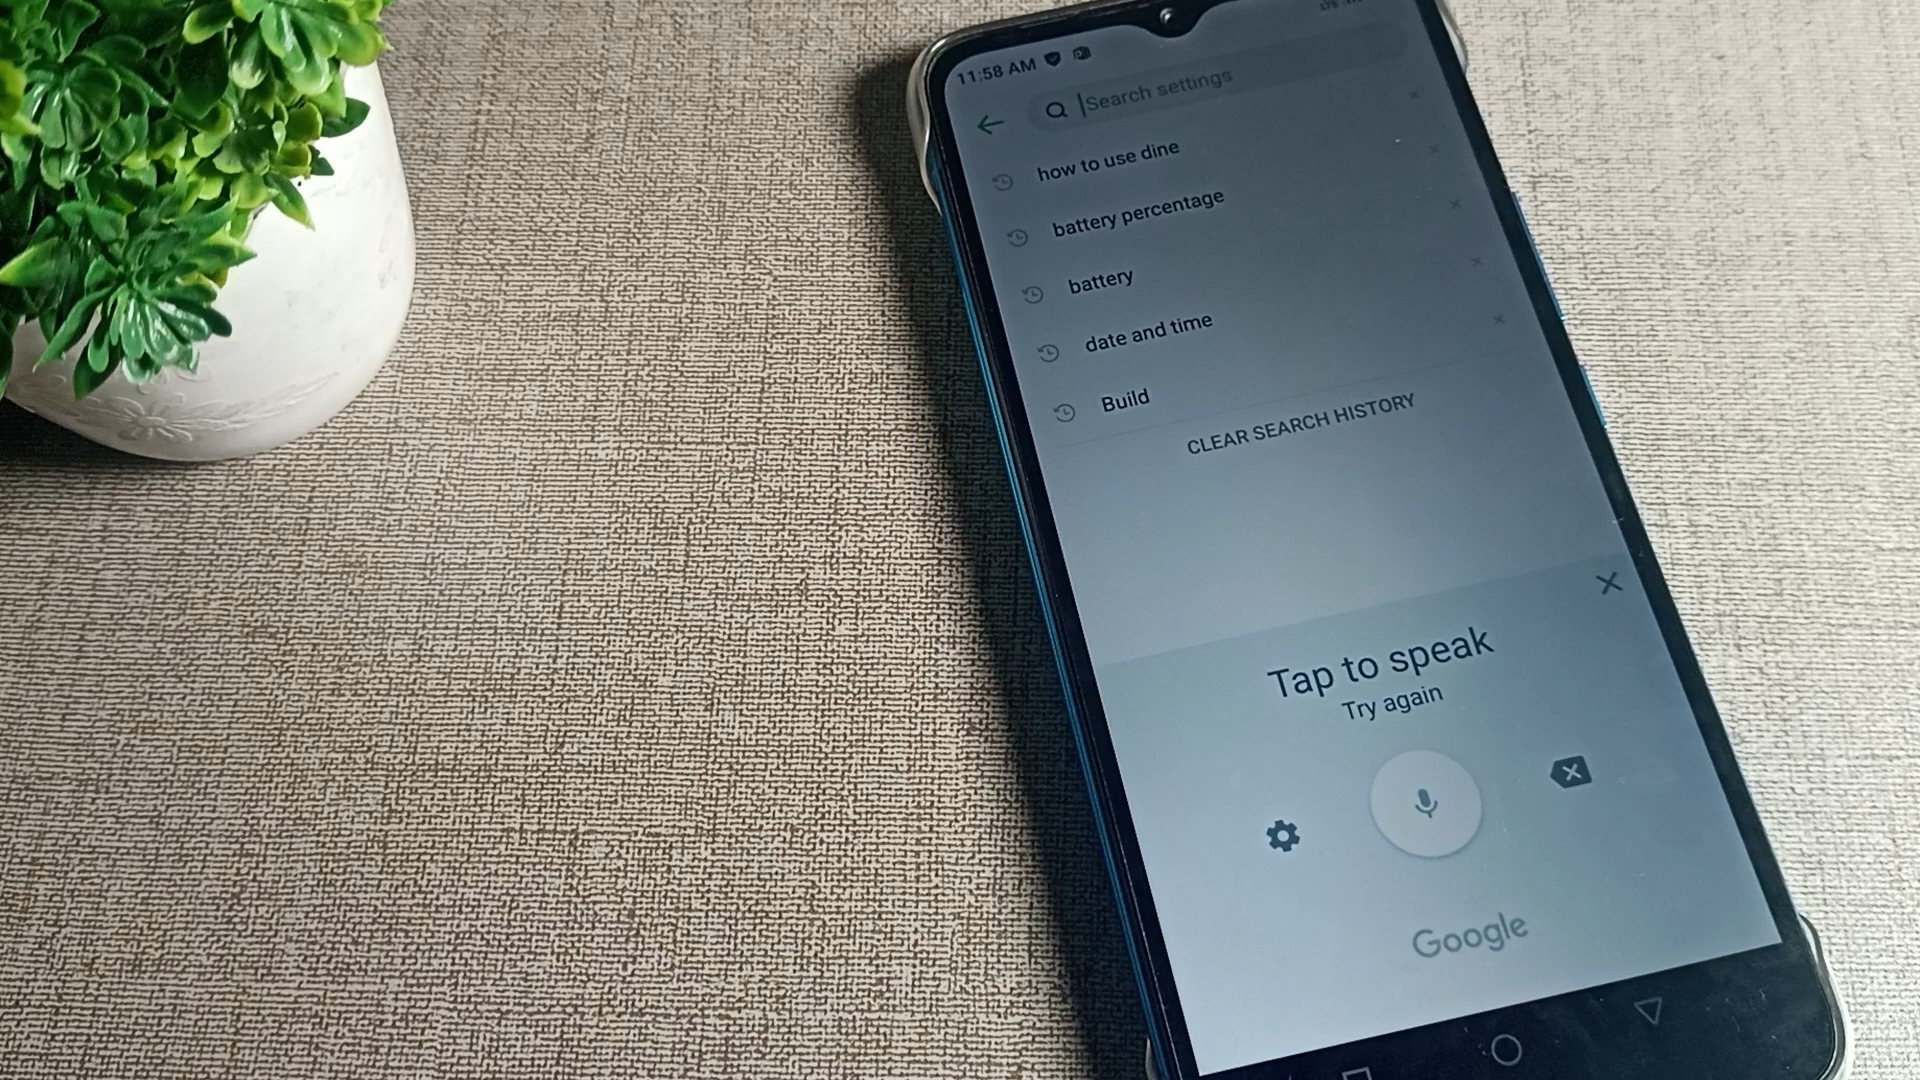 11:58 AM
Search settings
how to use dine
battery percentage
battery
date and time
Build
CLEAR SEARCH HISTORY
Tap to speak
Try again
Google